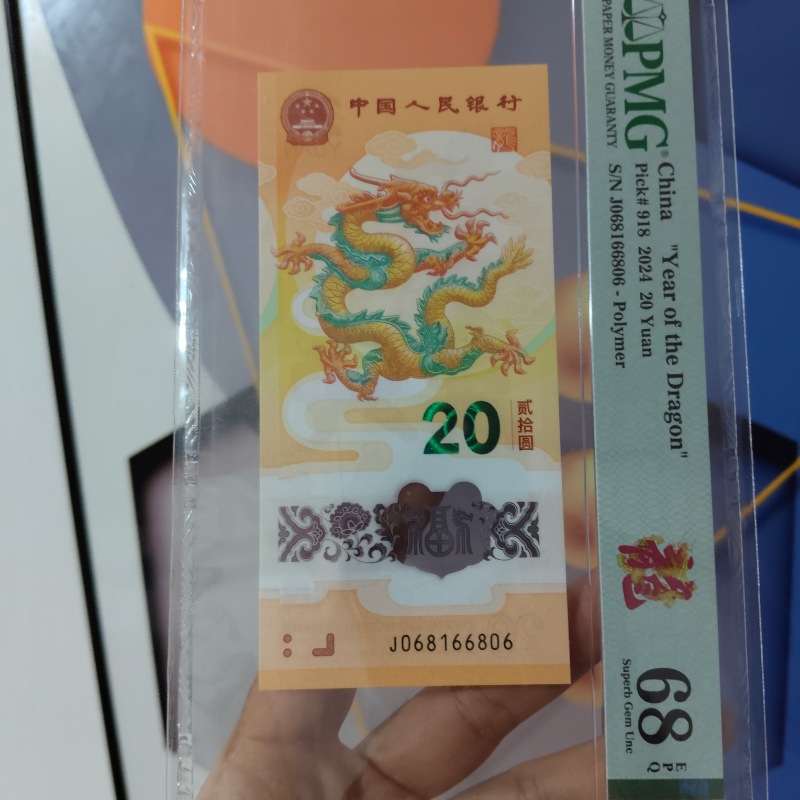 中国人民银行
20
贰拾圆
福
J068166806
PMG
PAPER MONEY GUARANTY
China "Year of the Dragon"
Pick# 918 2024 20 Yuan
S/N J068166806 - Polymer
68
EPQ
Superb Gem Unc